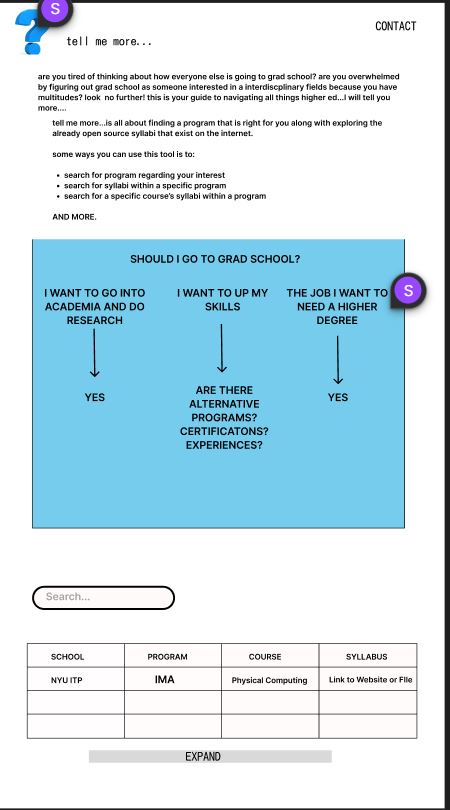 S
CONTACT
?
tell me more...
are you tired of thinking about how everyone else is going to grad school? are you overwhelmed
by figuring out grad school as someone interested in a interdiscplinary fields because you have
multitudes? look no further! this is your guide to navigating all things higher ed...I will tell you
more....
tell me more...is all about finding a program that is right for you along with exploring the
already open source syllabi that exist on the internet.
some ways you can use this tool is to:
• search for program regarding your interest
• search for syllabi within a specific program
• search for a specific course's syllabi within a program
AND MORE.
SHOULD I GO TO GRAD SCHOOL?
I WANT TO GO INTO
ACADEMIA AND DO
RESEARCH
YES
I WANT TO UP MY
SKILLS
ARE THERE
ALTERNATIVE
PROGRAMS?
CERTIFICATONS?
EXPERIENCES?
THE JOB I WANT TO
NEED A HIGHER
DEGREE
YES
S
Search...
SCHOOL PROGRAM COURSE SYLLABUS
NYU ITP IMA Physical Computing Link to Website or FIle
EXPAND